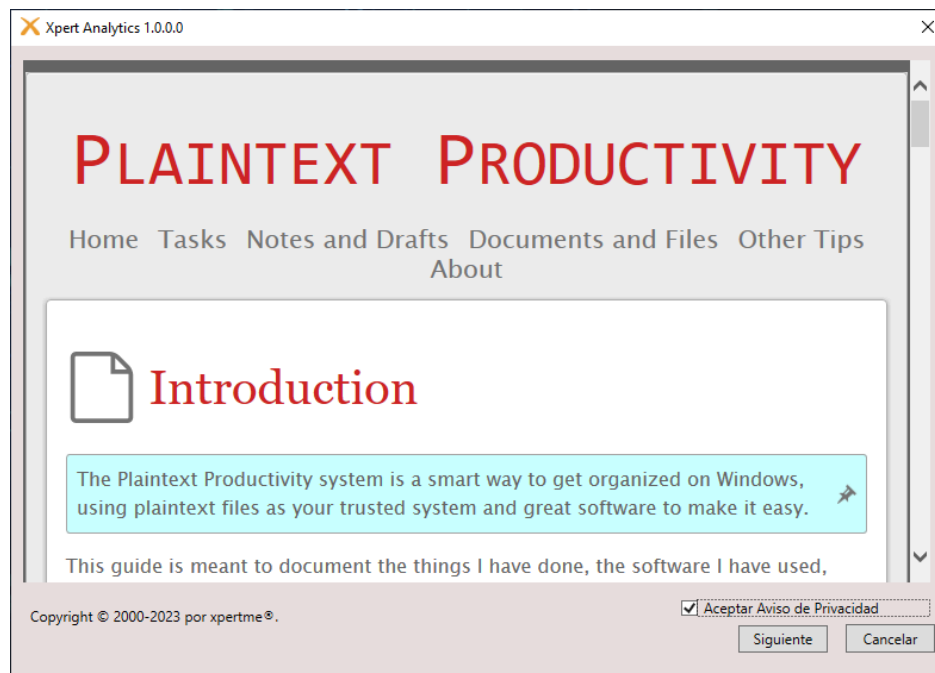 Xpert Analytics 1.0.0.0
PLAINTEXT PRODUCTIVITY
Home Tasks Notes and Drafts Documents and Files Other Tips
About
Introduction
The Plaintext Productivity system is a smart way to get organized on Windows,
using plaintext files as your trusted system and great software to make it easy.
This guide is meant to document the things I have done, the software I have used,
Copyright © 2000-2023 por xpertme®.
Aceptar Aviso de Privacidad
Siguiente
Cancelar